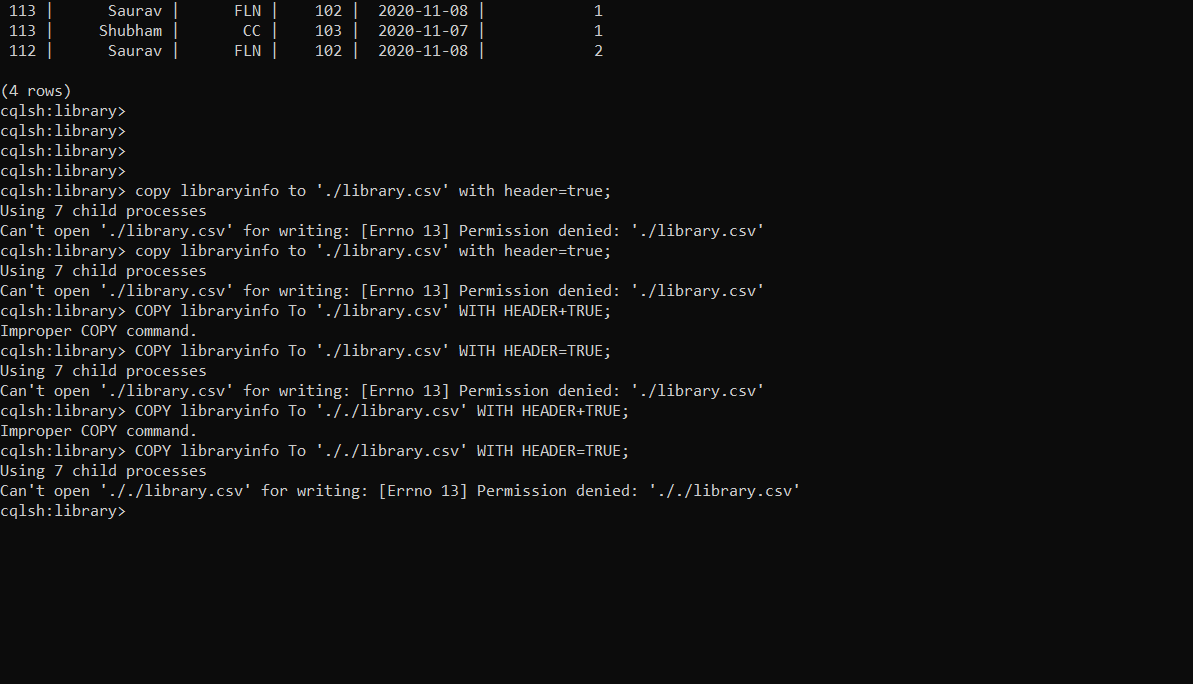 113 |      Saurav |      FLN |    102 |  2020-11-08 |            1
113 |     Shubham |       CC |    103 |  2020-11-07 |            1
112 |      Saurav |      FLN |    102 |  2020-11-08 |            2
(4 rows)
cqlsh:library>
cqlsh:library>
cqlsh:library>
cqlsh:library>
cqlsh:library> copy libraryinfo to './library.csv' with header=true;
Using 7 child processes
Can't open './library.csv' for writing: [Errno 13] Permission denied: './library.csv'
cqlsh:library> copy libraryinfo to './library.csv' with header=true;
Using 7 child processes
Can't open './library.csv' for writing: [Errno 13] Permission denied: './library.csv'
cqlsh:library> COPY libraryinfo To './library.csv' WITH HEADER+TRUE;
Improper COPY command.
cqlsh:library> COPY libraryinfo To './library.csv' WITH HEADER=TRUE;
Using 7 child processes
Can't open './library.csv' for writing: [Errno 13] Permission denied: './library.csv'
cqlsh:library> COPY libraryinfo To '././library.csv' WITH HEADER+TRUE;
Improper COPY command.
cqlsh:library> COPY libraryinfo To '././library.csv' WITH HEADER=TRUE;
Using 7 child processes
Can't open '././library.csv' for writing: [Errno 13] Permission denied: '././library.csv'
cqlsh:library>